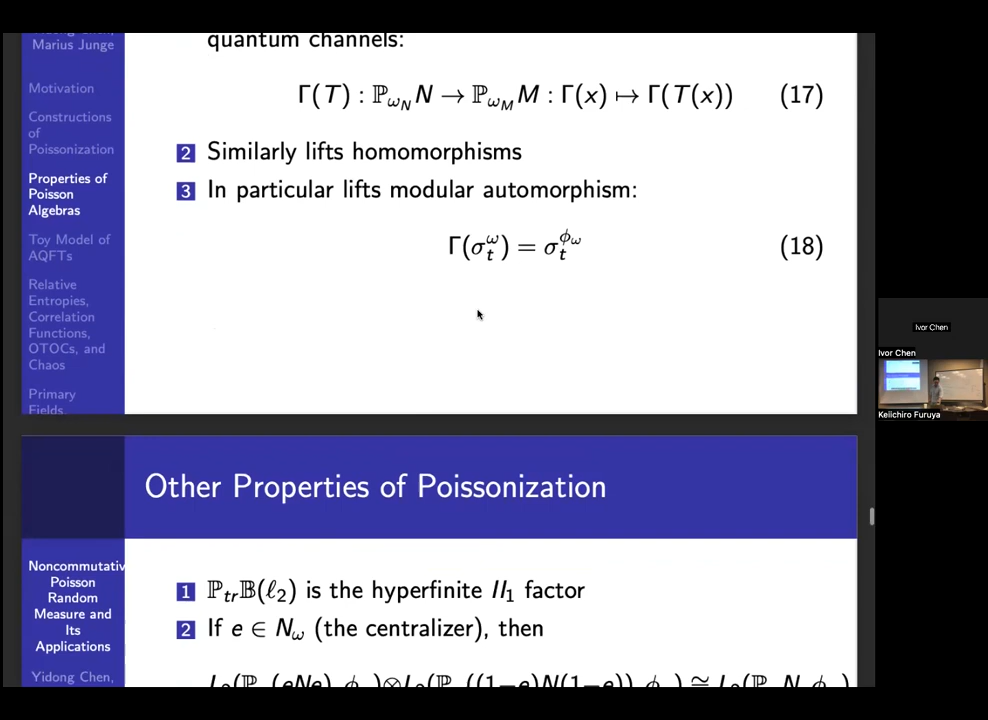 Marius Junge
quantum channels:
Γ(T) : ℙ_{ω_N} N → ℙ_{ω_M} M : Γ(x) ↦ Γ(T(x)) (17)
2 Similarly lifts homomorphisms
3 In particular lifts modular automorphism:
Γ(σ_t^ω) = σ_t^{ϕ_ω} (18)
Motivation
Constructions
of
Poissonization
Properties of
Poisson
Algebras
Toy Model of
AQFTs
Relative
Entropies,
Correlation
Functions,
OTOCs, and
Chaos
Primary
Fields,
Other Properties of Poissonization
Noncommutativ
Poisson
Random
Measure and
Its
Applications
Yidong Chen,
1 ℙ_{tr}𝔹(ℓ_2) is the hyperfinite II_1 factor
2 If e ∈ N_ω (the centralizer), then
Ivor Chen
Ivor Chen
Keiichiro Furuya